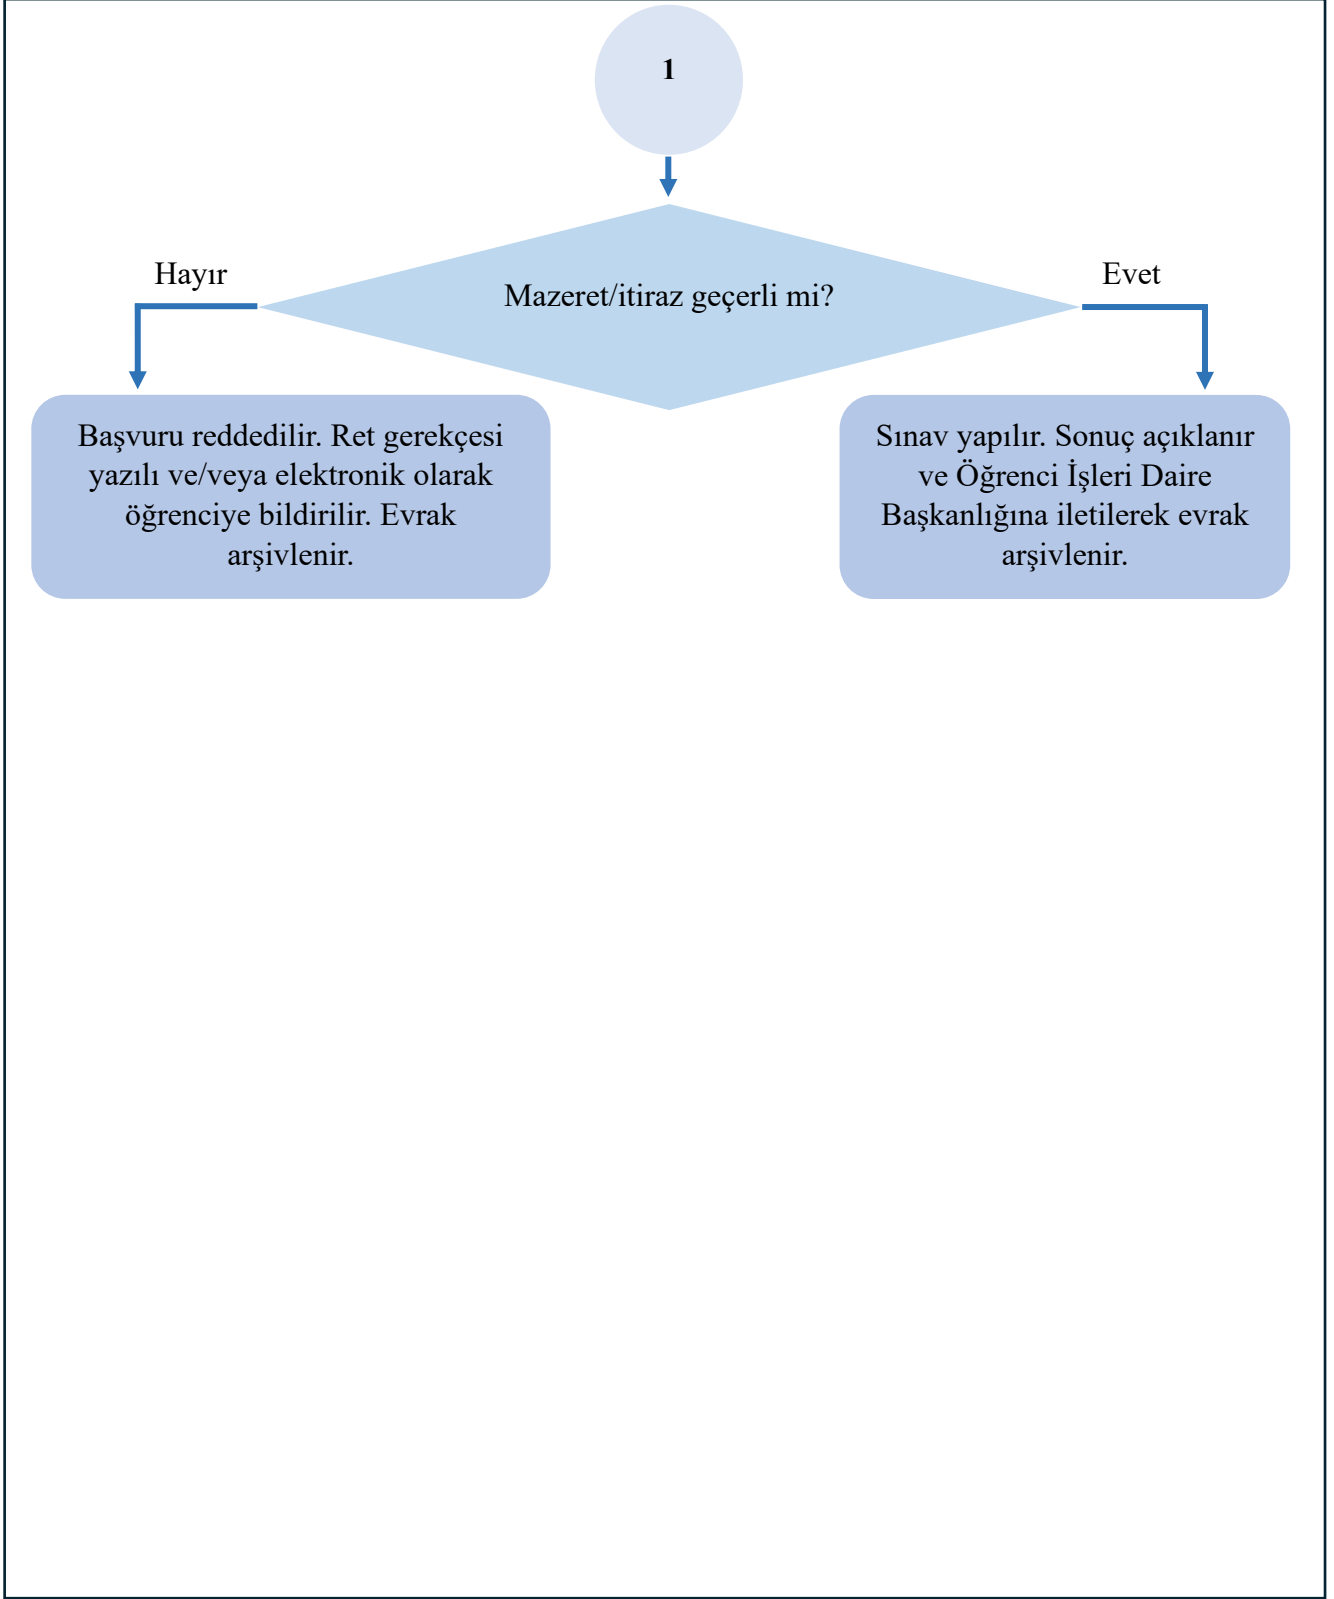 1
Mazeret/itiraz geçerli mi?
Hayır
Evet
Başvuru reddedilir. Ret gerekçesi
yazılı ve/veya elektronik olarak
öğrenciye bildirilir. Evrak
arşivlenir.
Sınav yapılır. Sonuç açıklanır
ve Öğrenci İşleri Daire
Başkanlığına iletilerek evrak
arşivlenir.